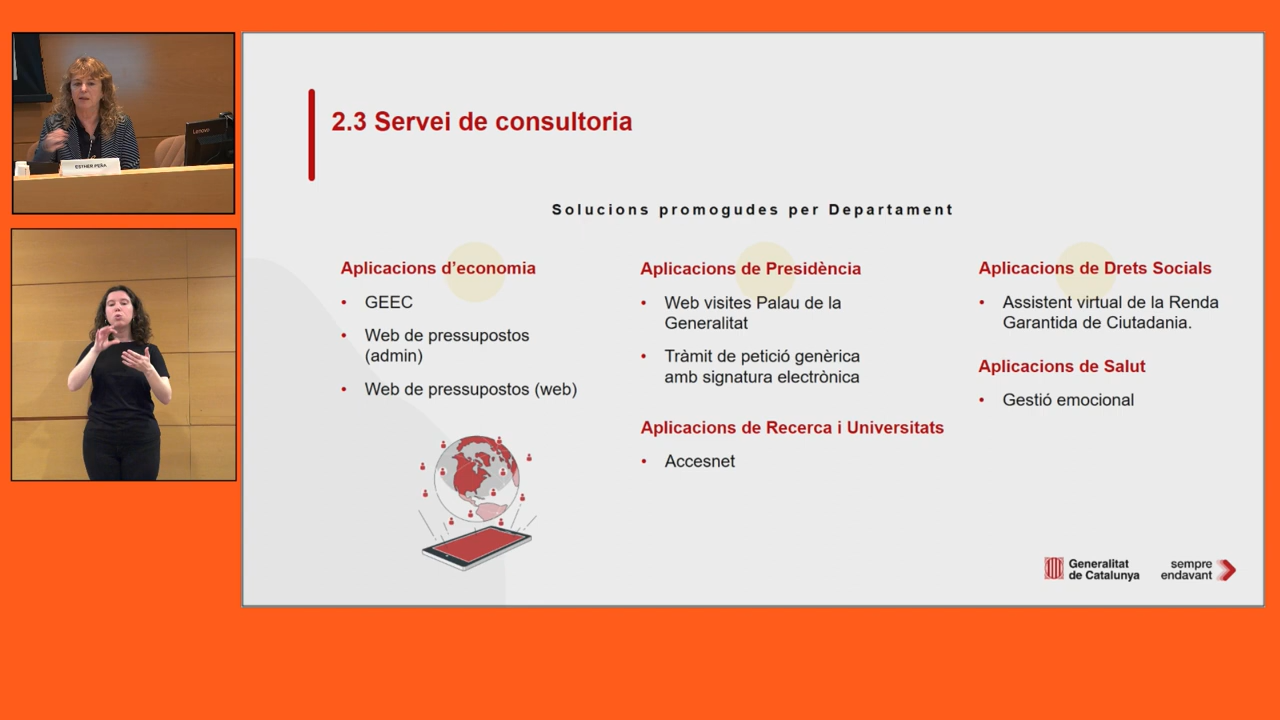 Lenovo
ESTHER PEÑA
2.3 Servei de consultoria
Solucions promogudes per Departament
Aplicacions d’economia
• GEEC
• Web de pressupostos
(admin)
• Web de pressupostos (web)
Aplicacions de Presidència
• Web visites Palau de la
Generalitat
• Tràmit de petició genèrica
amb signatura electrònica
Aplicacions de Recerca i Universitats
• Accesnet
Aplicacions de Drets Socials
• Assistent virtual de la Renda
Garantida de Ciutadania.
Aplicacions de Salut
• Gestió emocional
Generalitat
de Catalunya
sempre
endavant